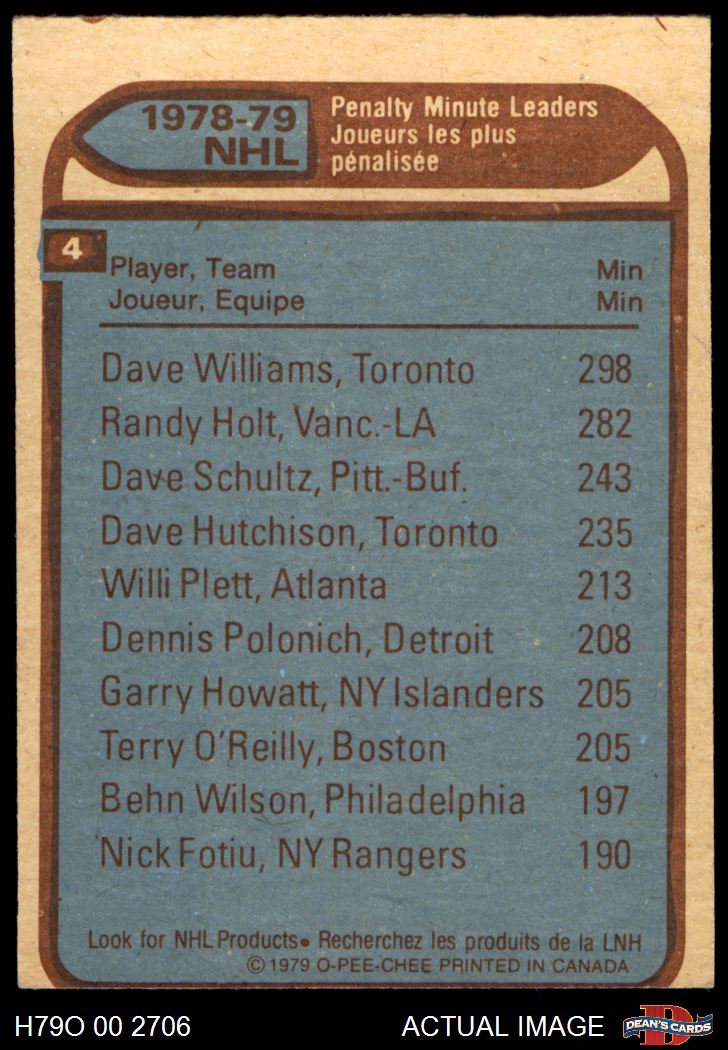 1978-79
NHL
Penalty Minute Leaders
Joueurs les plus
pénalisée
4
Player, Team Min
Joueur, Equipe Min
Dave Williams, Toronto 298
Randy Holt, Vanc.-LA 282
Dave Schultz, Pitt.-Buf. 243
Dave Hutchison, Toronto 235
Willi Plett, Atlanta 213
Dennis Polonich, Detroit 208
Garry Howatt, NY Islanders 205
Terry O'Reilly, Boston 205
Behn Wilson, Philadelphia 197
Nick Fotiu, NY Rangers 190
Look for NHL Products• Recherchez les produits de la LNH
© 1979 O-PEE-CHEE PRINTED IN CANADA
H79O 00 2706 ACTUAL IMAGE D DEAN'S CARDS